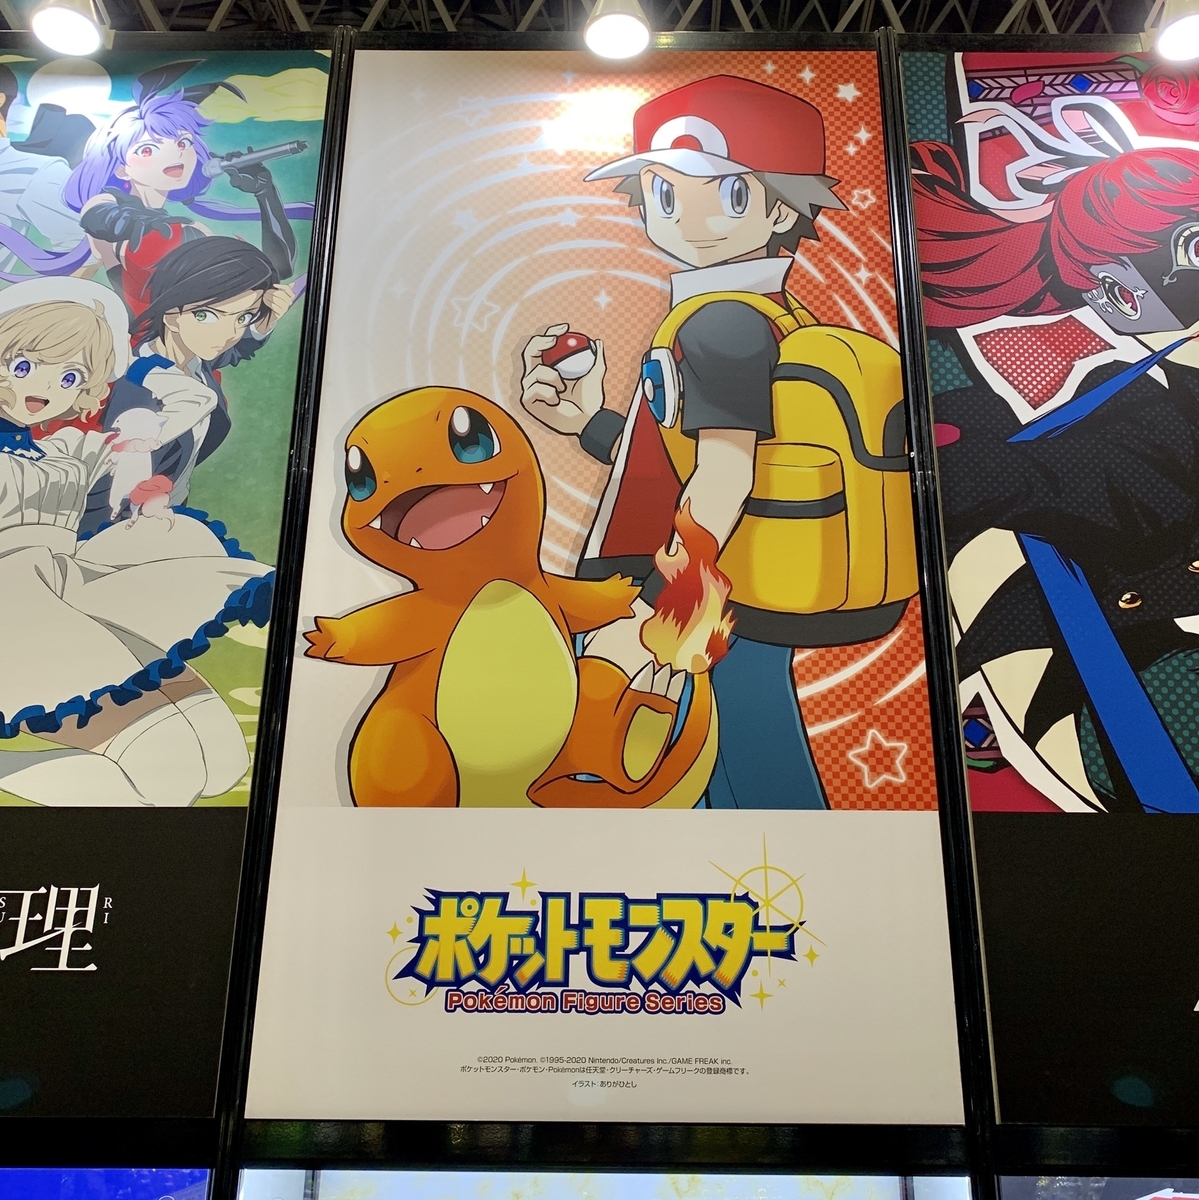 S
U
理
R
I
ポケットモンスター
Pokémon Figure Series
©2020 Pokémon. ©1995-2020 Nintendo/Creatures Inc./GAME FREAK inc.
ポケットモンスター・ポケモン・Pokémonは任天堂・クリーチャーズ・ゲームフリークの登録商標です。
イラスト：ありがひとし